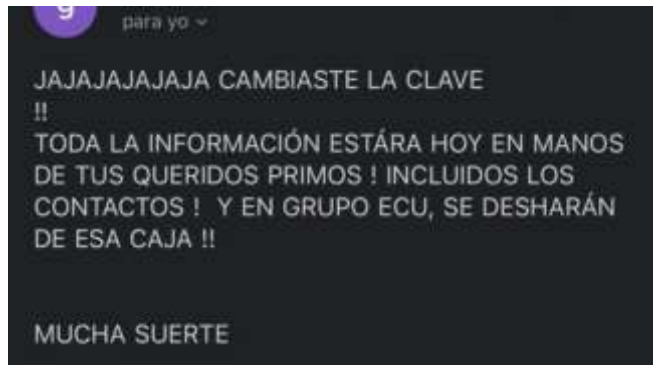 g
para yo
JAJAJAJAJAJA CAMBIASTE LA CLAVE
!!
TODA LA INFORMACIÓN ESTÁRA HOY EN MANOS
DE TUS QUERIDOS PRIMOS ! INCLUIDOS LOS
CONTACTOS ! Y EN GRUPO ECU, SE DESHARÁN
DE ESA CAJA !!
MUCHA SUERTE